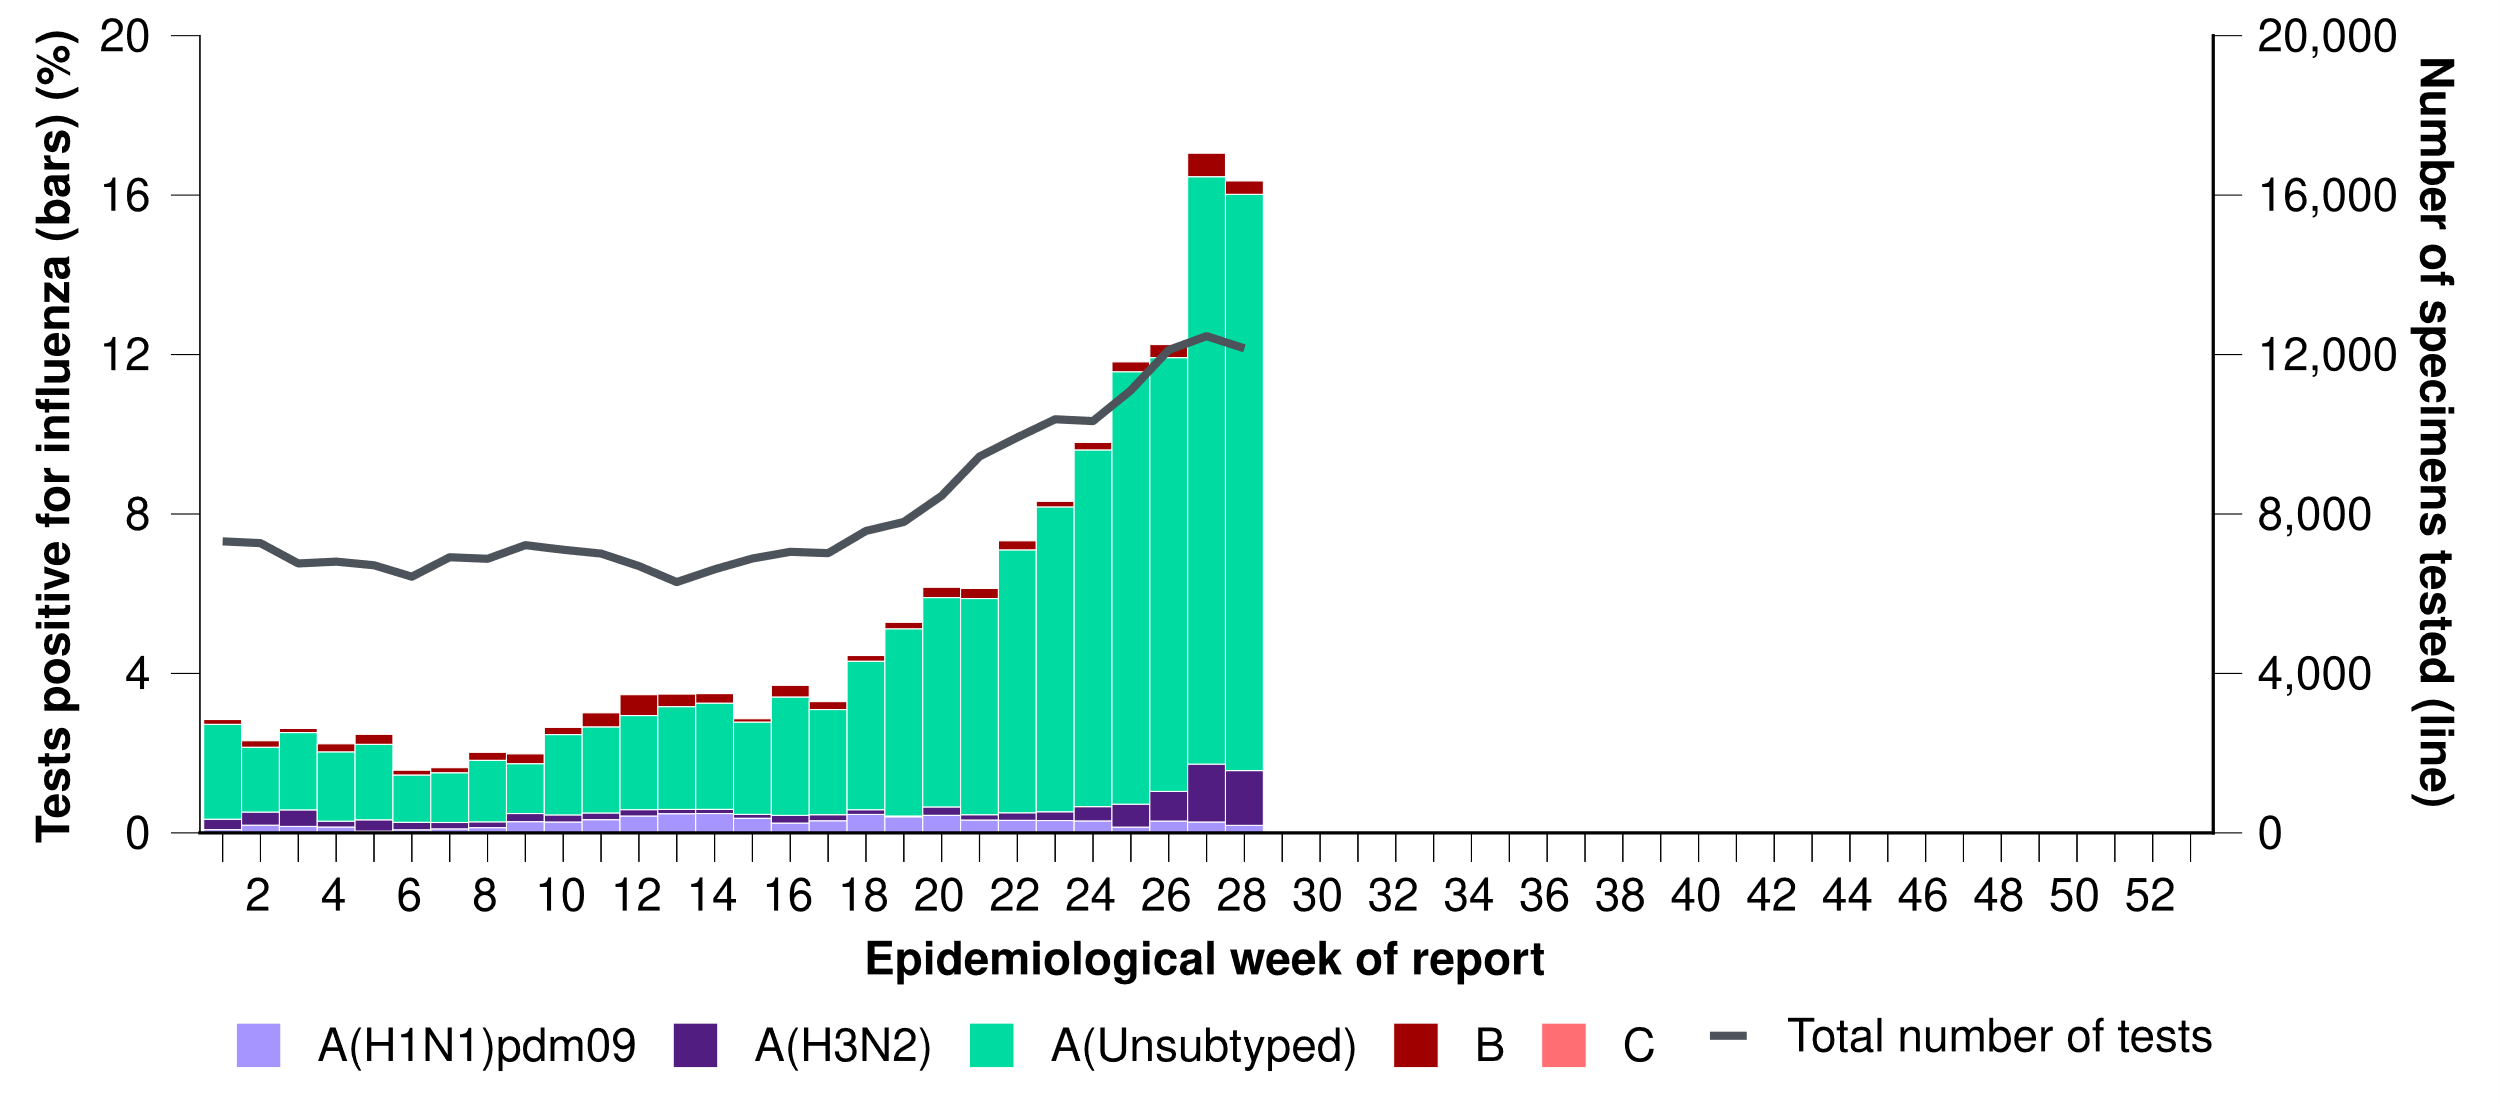 Tests positive for influenza (bars) (%)
20
16
12
8
4
0
20,000
16,000
12,000
8,000
4,000
0
Number of specimens tested (line)
2 4 6 8 10 12 14 16 18 20 22 24 26 28 30 32 34 36 38 40 42 44 46 48 50 52
Epidemiological week of report
A(H1N1)pdm09 A(H3N2) A(Unsubtyped) B C Total number of tests